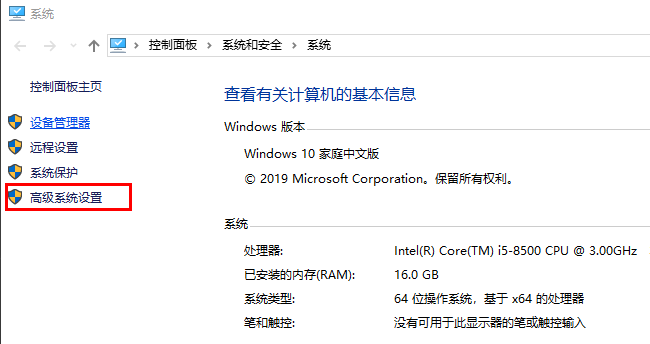 系统
控制面板 > 系统和安全 > 系统
控制面板主页
设备管理器
远程设置
系统保护
高级系统设置
查看有关计算机的基本信息
Windows 版本
Windows 10 家庭中文版
© 2019 Microsoft Corporation。保留所有权利。
系统
处理器: Intel(R) Core(TM) i5-8500 CPU @ 3.00GHz
已安装的内存(RAM): 16.0 GB
系统类型: 64 位操作系统，基于 x64 的处理器
笔和触控: 没有可用于此显示器的笔或触控输入